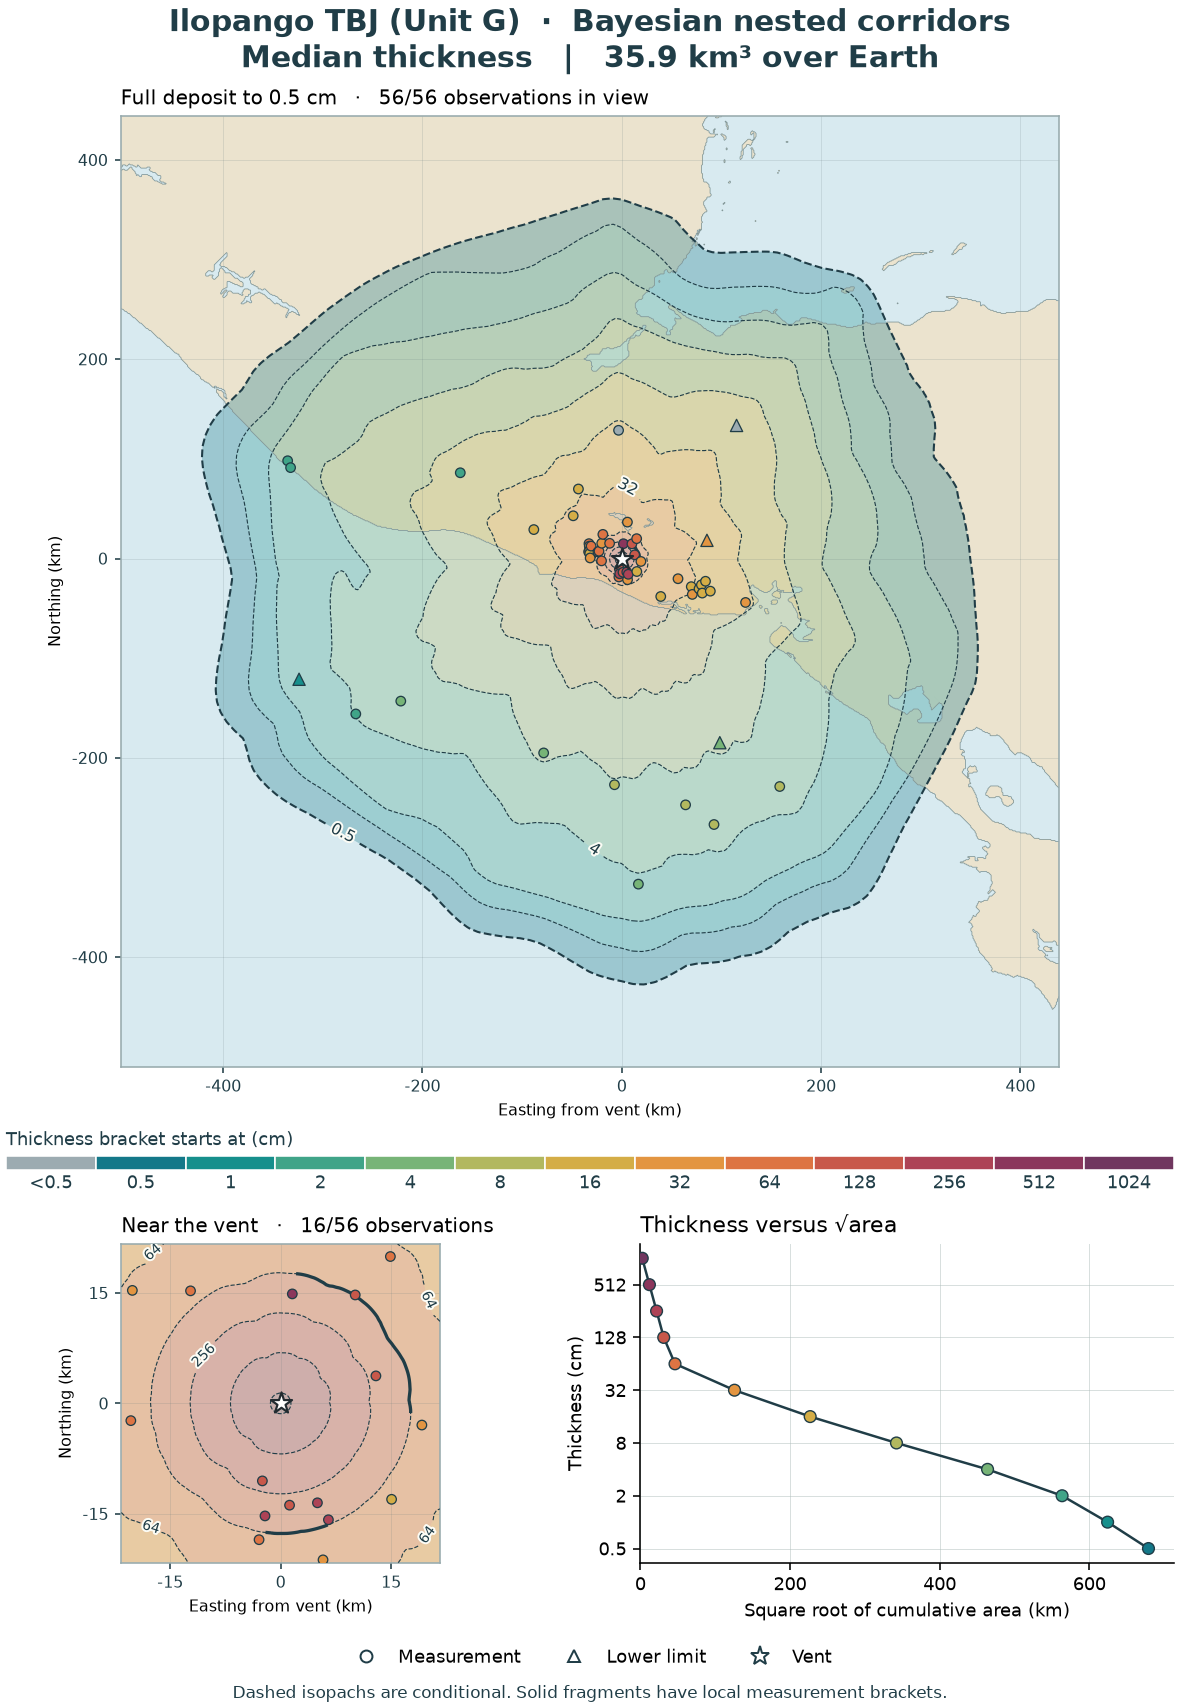 Ilopango TBJ (Unit G)  ·  Bayesian nested corridors
Median thickness   |   35.9 km³ over Earth
Full deposit to 0.5 cm   ·   56/56 observations in view
400
200
0
-200
-400
Northing (km)
32
0.5
4
-400
-200
0
200
400
Easting from vent (km)
Thickness bracket starts at (cm)
<0.5
0.5
1
2
4
8
16
32
64
128
256
512
1024
Near the vent   ·   16/56 observations
15
0
-15
Northing (km)
64
64
256
64
64
-15
0
15
Easting from vent (km)
Thickness versus √area
512
128
32
8
2
0.5
Thickness (cm)
0
200
400
600
Square root of cumulative area (km)
Measurement
Lower limit
Vent
Dashed isopachs are conditional. Solid fragments have local measurement brackets.